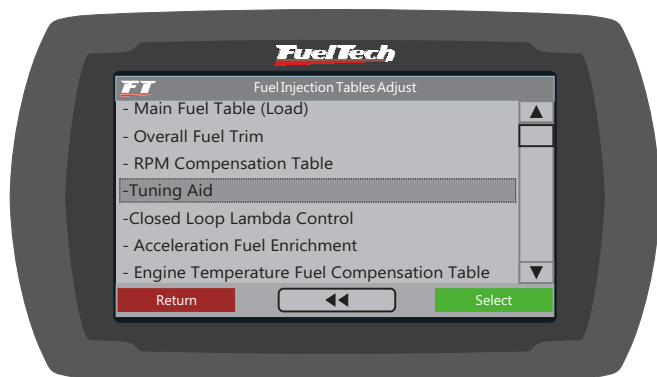 FuelTech
FT Fuel Injection Tables Adjust
- Main Fuel Table (Load)
- Overall Fuel Trim
- RPM Compensation Table
-Tuning Aid
-Closed Loop Lambda Control
- Acceleration Fuel Enrichment
- Engine Temperature Fuel Compensation Table
Return Select